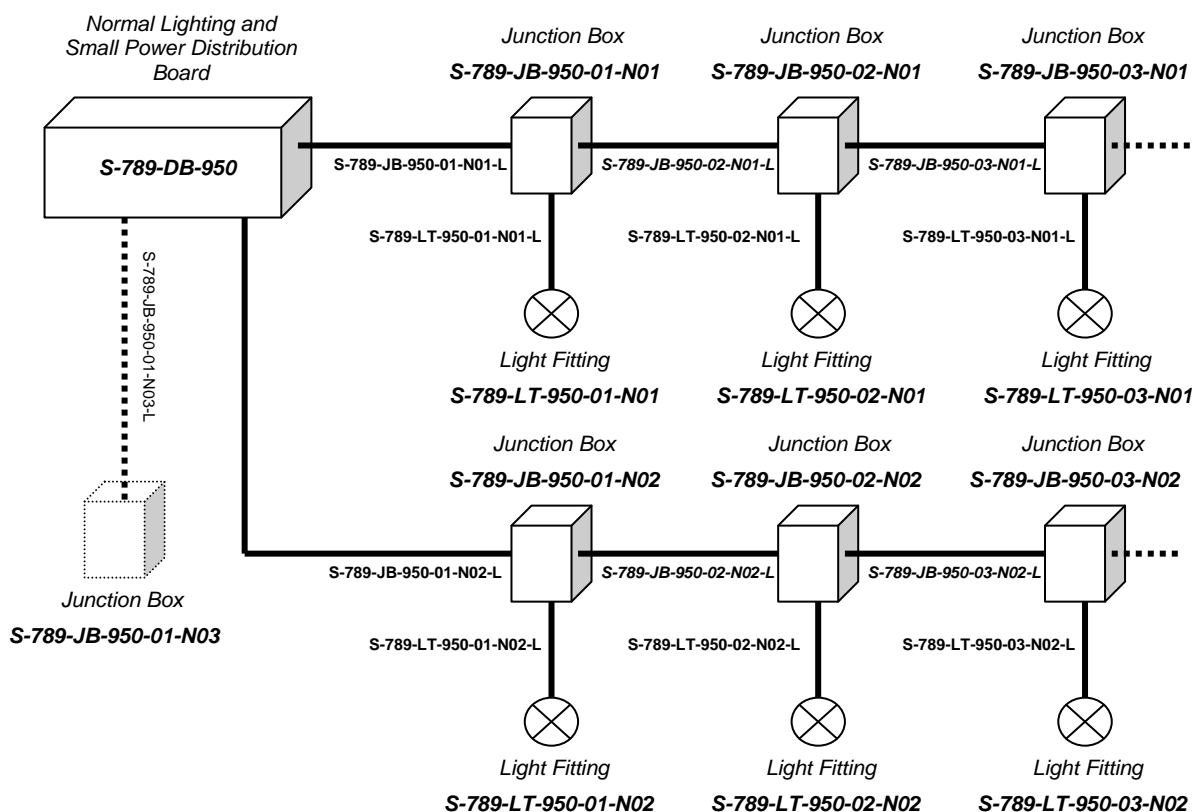 Normal Lighting and
Small Power Distribution
Board
S-789-DB-950
Junction Box
S-789-JB-950-01-N01
Junction Box
S-789-JB-950-02-N01
Junction Box
S-789-JB-950-03-N01
S-789-JB-950-01-N01-L
S-789-JB-950-02-N01-L
S-789-JB-950-03-N01-L
S-789-LT-950-01-N01-L
S-789-LT-950-02-N01-L
S-789-LT-950-03-N01-L
Light Fitting
S-789-LT-950-01-N01
Light Fitting
S-789-LT-950-02-N01
Light Fitting
S-789-LT-950-03-N01
S-789-JB-950-01-N03-L
Junction Box
S-789-JB-950-01-N03
Junction Box
S-789-JB-950-01-N02
Junction Box
S-789-JB-950-02-N02
Junction Box
S-789-JB-950-03-N02
S-789-JB-950-01-N02-L
S-789-JB-950-02-N02-L
S-789-JB-950-03-N02-L
S-789-LT-950-01-N02-L
S-789-LT-950-02-N02-L
S-789-LT-950-03-N02-L
Light Fitting
S-789-LT-950-01-N02
Light Fitting
S-789-LT-950-02-N02
Light Fitting
S-789-LT-950-03-N02